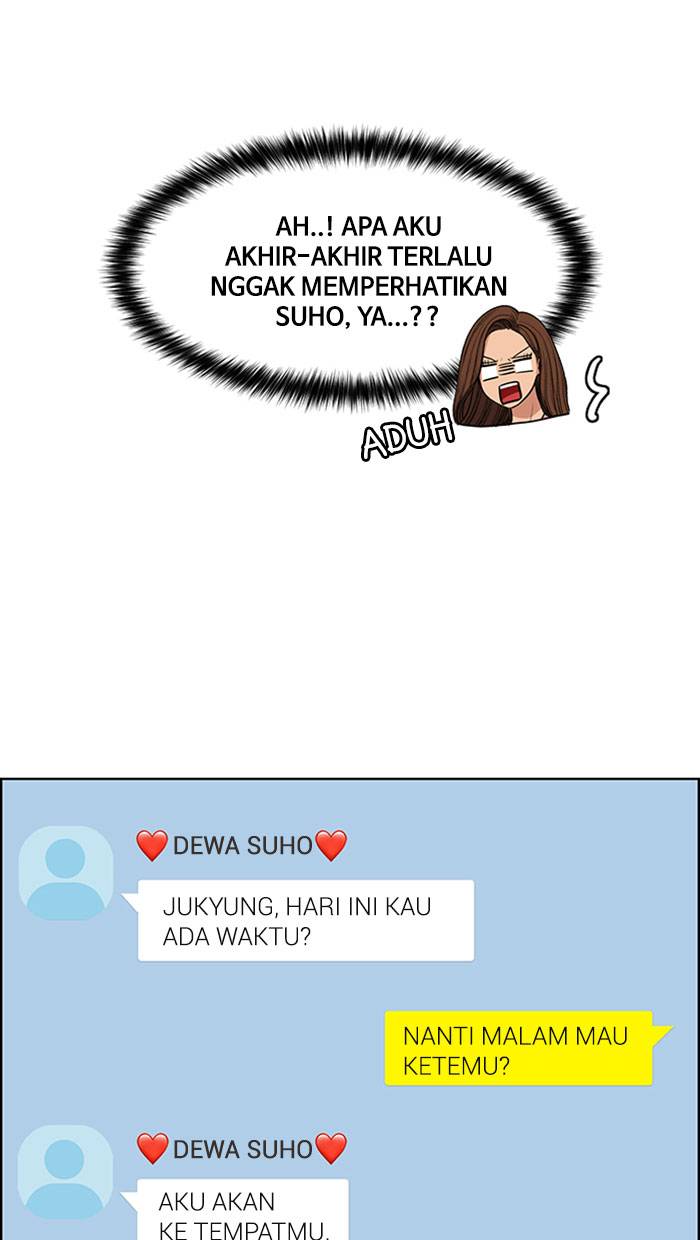 AH..! APA AKU
AKHIR-AKHIR TERLALU
NGGAK MEMPERHATIKAN
SUHO, YA...??
ADUH
❤️DEWA SUHO❤️
JUKYUNG, HARI INI KAU
ADA WAKTU?
NANTI MALAM MAU
KETEMU?
❤️DEWA SUHO❤️
AKU AKAN
KE TEMPATMU.